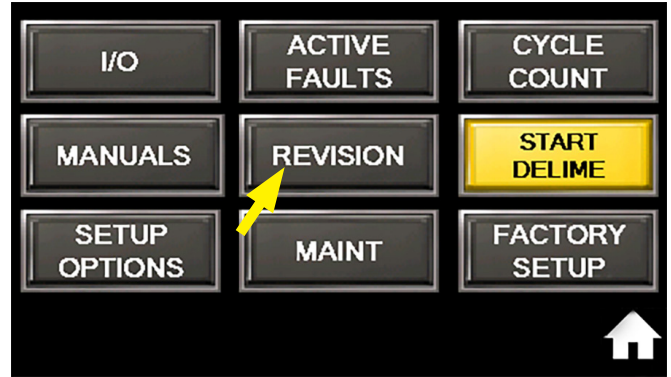 I/O
ACTIVE
FAULTS
CYCLE
COUNT
MANUALS
REVISION
START
DELIME
SETUP
OPTIONS
MAINT
FACTORY
SETUP